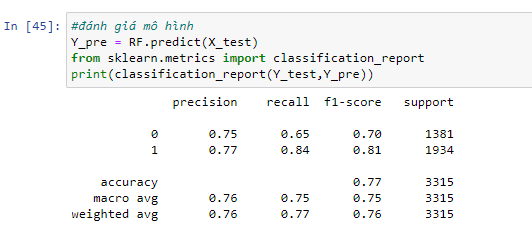 In [45]: #đánh giá mô hình
Y_pre = RF.predict(X_test)
from sklearn.metrics import classification_report
print(classification_report(Y_test,Y_pre))
precision recall f1-score support
0 0.75 0.65 0.70 1381
1 0.77 0.84 0.81 1934
accuracy 0.77 3315
macro avg 0.76 0.75 0.75 3315
weighted avg 0.76 0.77 0.76 3315